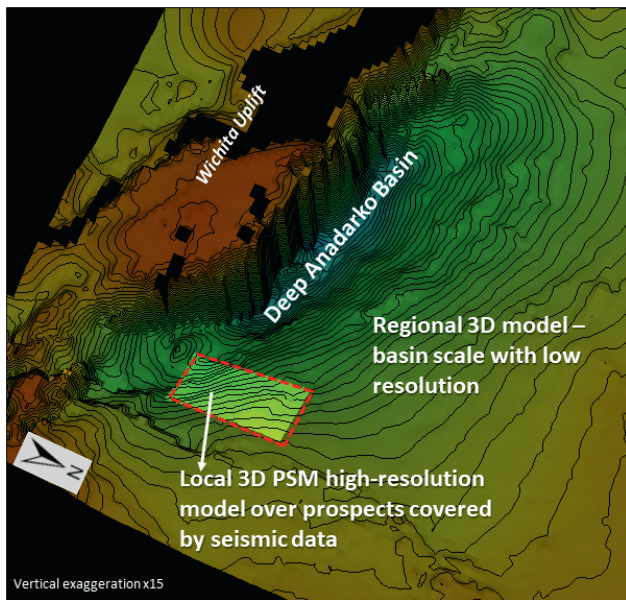 Wichita Uplift
Deep Anadarko Basin
Regional 3D model –
basin scale with low
resolution
N
Local 3D PSM high-resolution
model over prospects covered
by seismic data
Vertical exaggeration x15